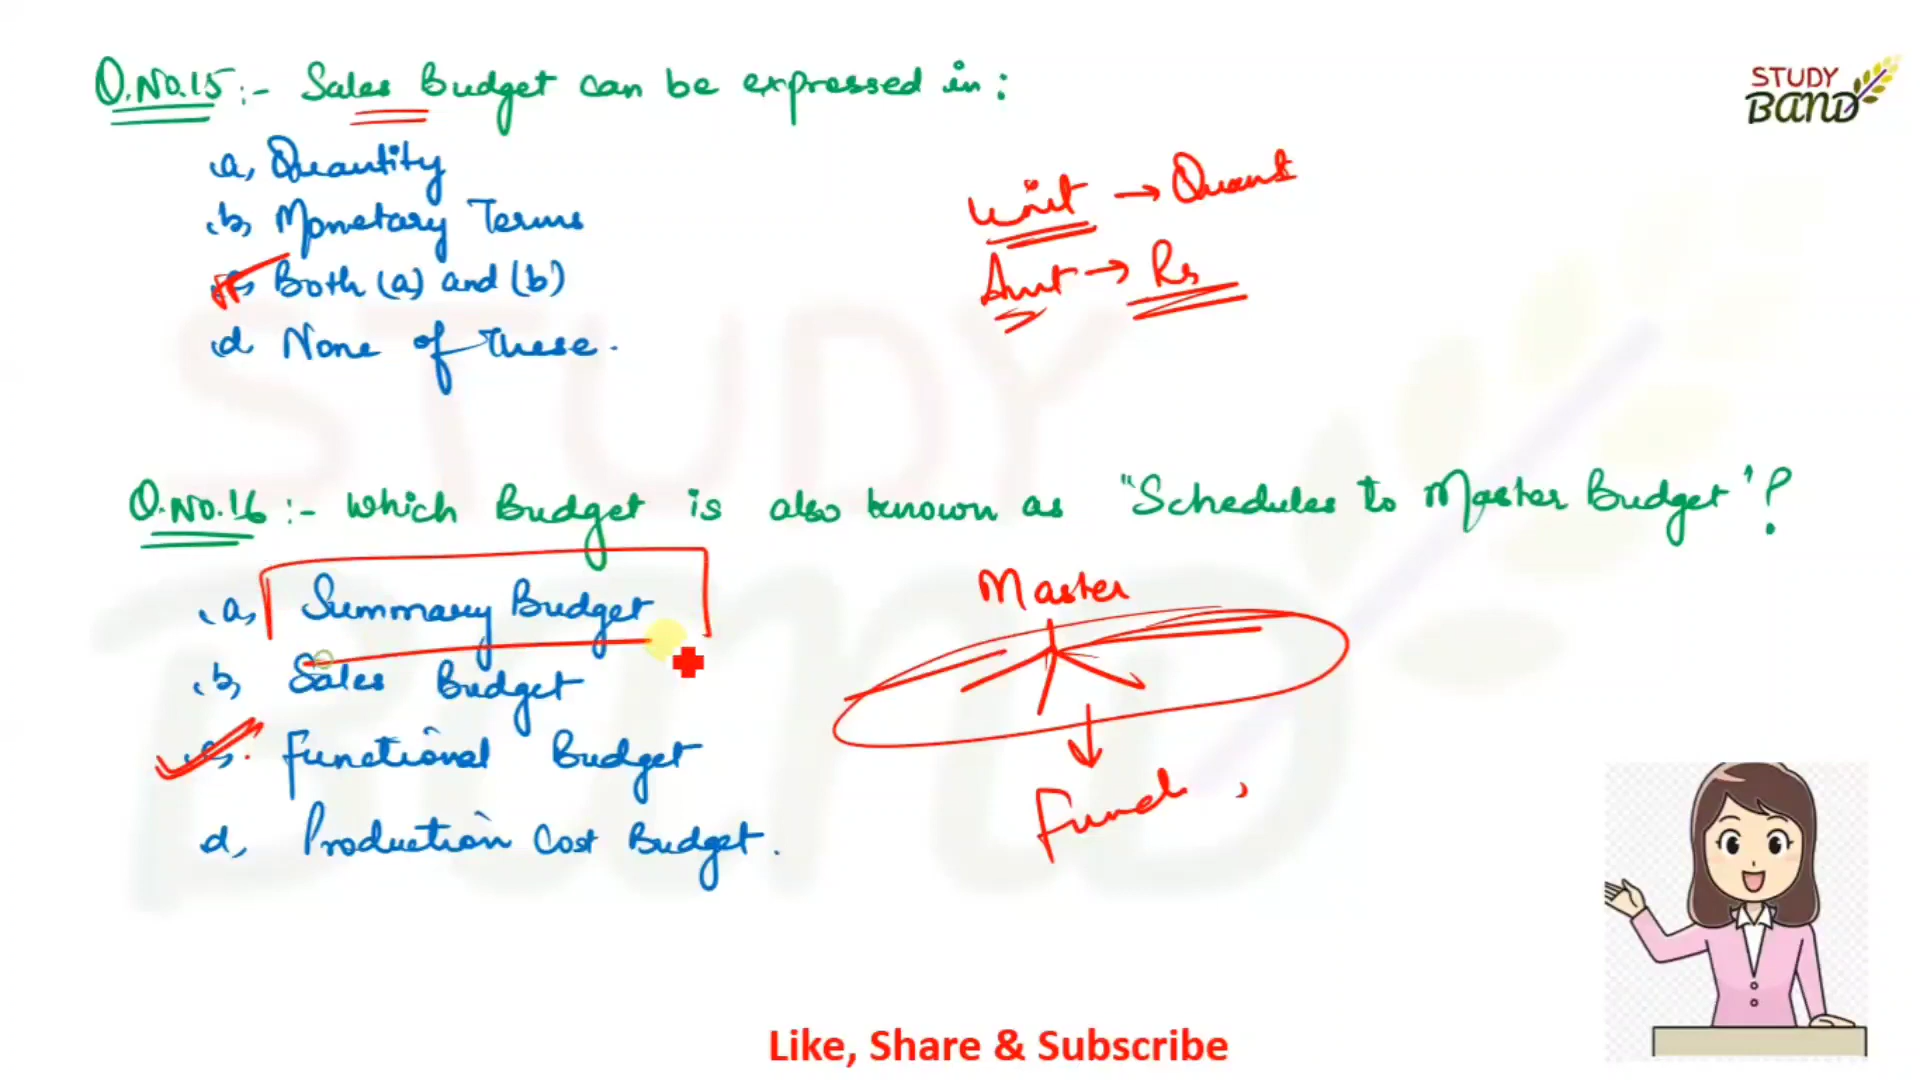 Q.No.15:- Sales Budget can be expressed in:
STUDY
BAND
a, Quantity
b, Monetary Terms
Both (a) and (b)
d, None of these.
Unit → Quant
Amt → Rs
Q.No.16:- Which Budget is also known as "Schedules to Master Budget"?
a, Summary Budget
b, Sales Budget
Functional Budget
d, Production Cost Budget.
Master
STUDY
BAND
Like, Share & Subscribe